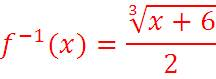 f⁻¹(x) = ∛(x + 6) / 2